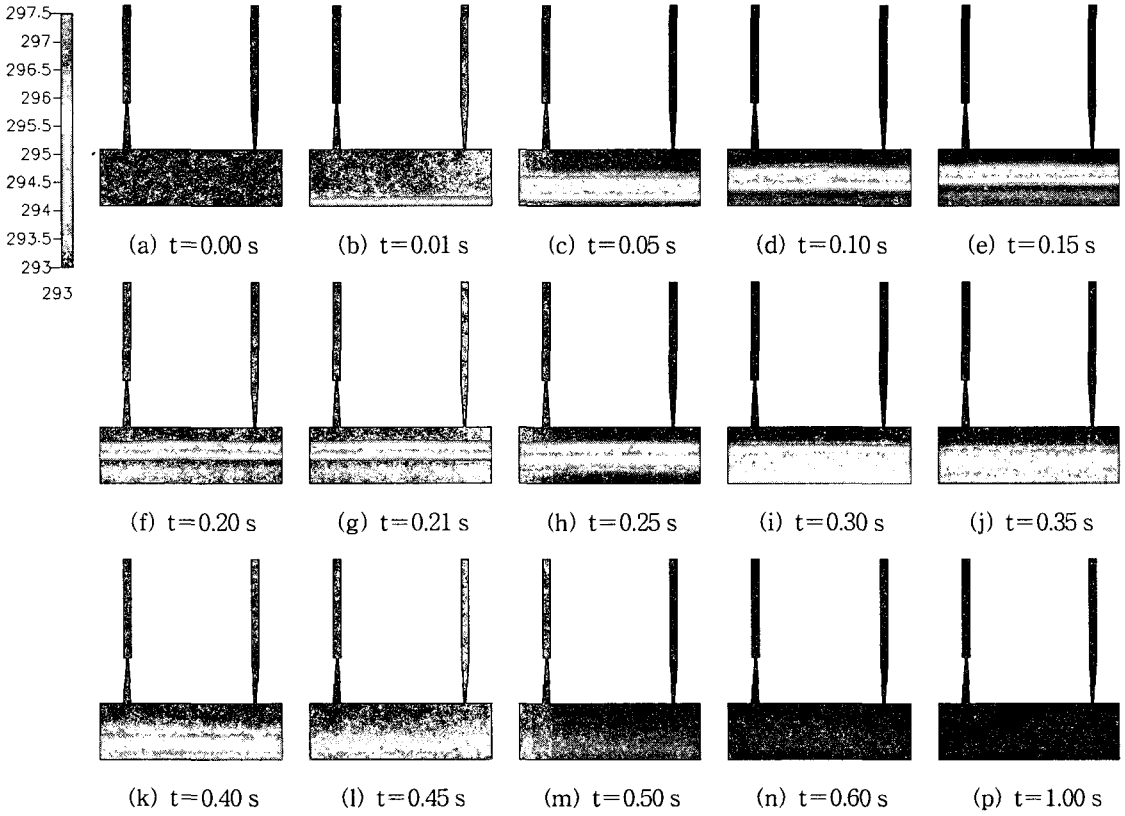 297.5
297
296.5
296
295.5
295
294.5
294
293.5
293
293
(a) t=0.00 s
(b) t=0.01 s
(c) t=0.05 s
(d) t=0.10 s
(e) t=0.15 s
(f) t=0.20 s
(g) t=0.21 s
(h) t=0.25 s
(i) t=0.30 s
(j) t=0.35 s
(k) t=0.40 s
(l) t=0.45 s
(m) t=0.50 s
(n) t=0.60 s
(p) t=1.00 s